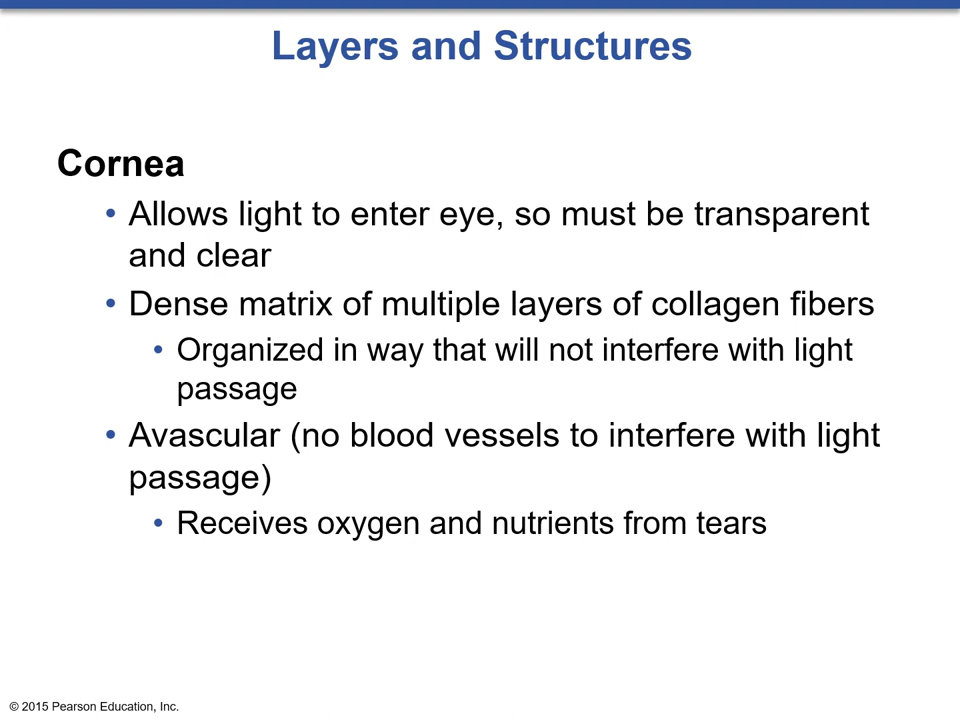 Layers and Structures
Cornea
• Allows light to enter eye, so must be transparent
and clear
• Dense matrix of multiple layers of collagen fibers
• Organized in way that will not interfere with light
passage
• Avascular (no blood vessels to interfere with light
passage)
• Receives oxygen and nutrients from tears
© 2015 Pearson Education, Inc.